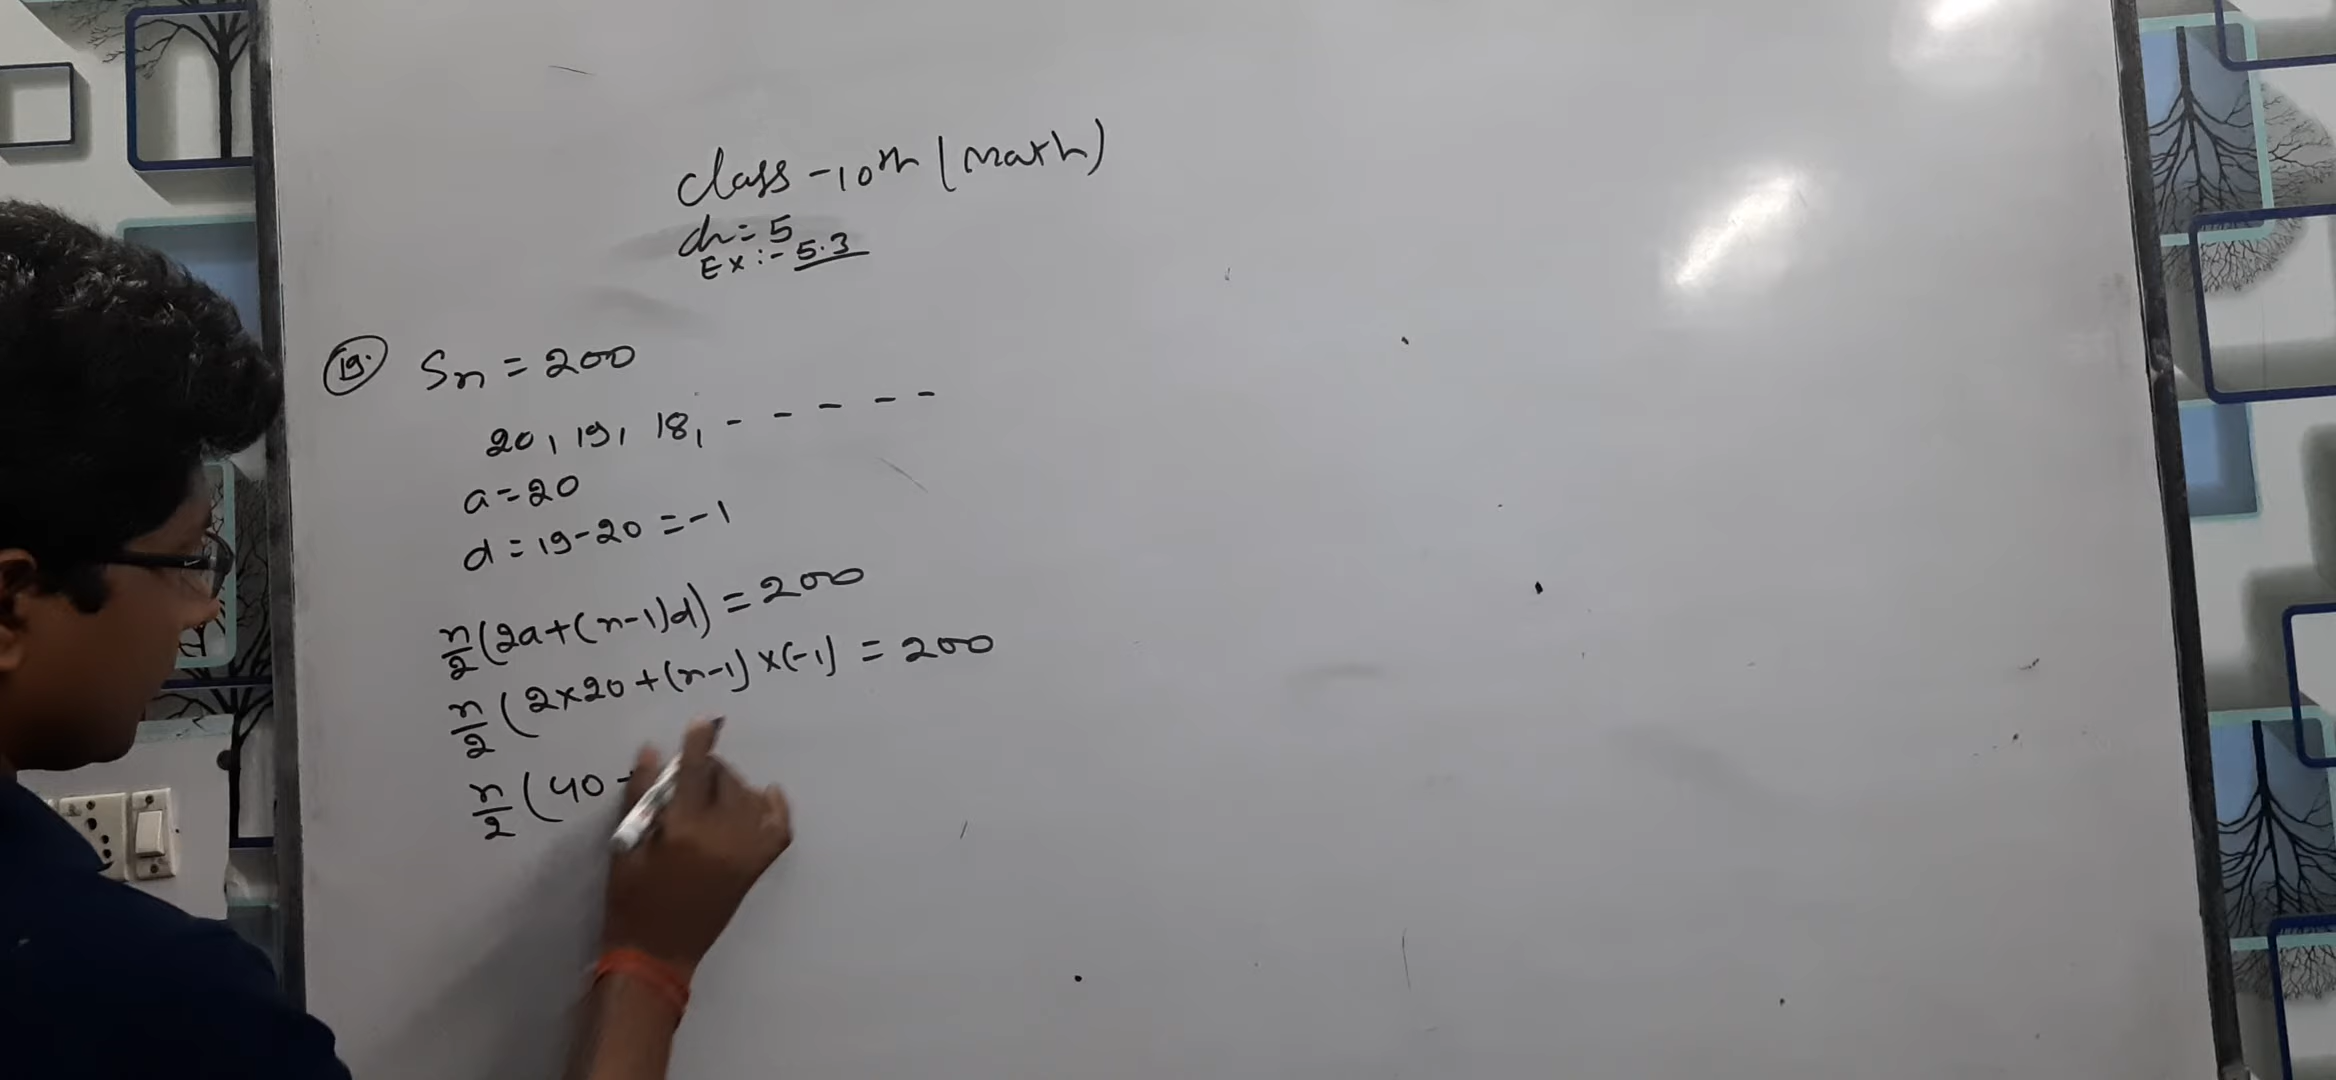 Class - 10th (Math)
ch = 5
Ex :- 5.3
19. Sn = 200
20, 19, 18, - - - - -
a = 20
d = 19 - 20 = -1
n/2 (2a + (n-1)d) = 200
n/2 (2×20 + (n-1) × (-1) = 200
n/2 (40 -